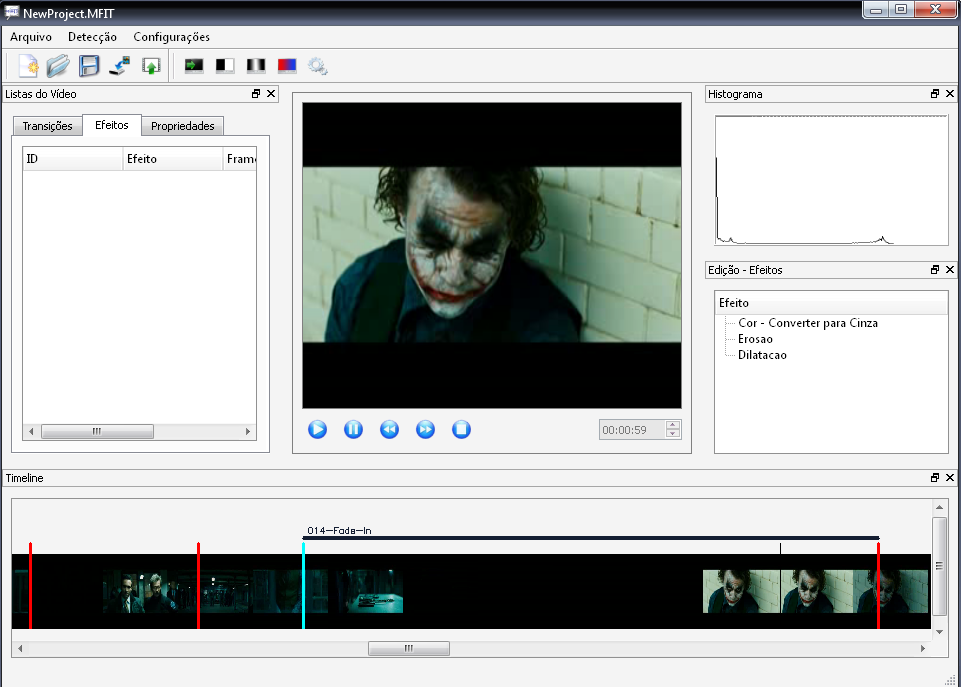 NewProject.MFIT
Arquivo Detecção Configurações
Listas do Vídeo
Transições Efeitos Propriedades
ID Efeito Frame
00:00:59
Histograma
Edição - Efeitos
Efeito
Cor - Converter para Cinza
Erosao
Dilatacao
Timeline
014-Fade-In